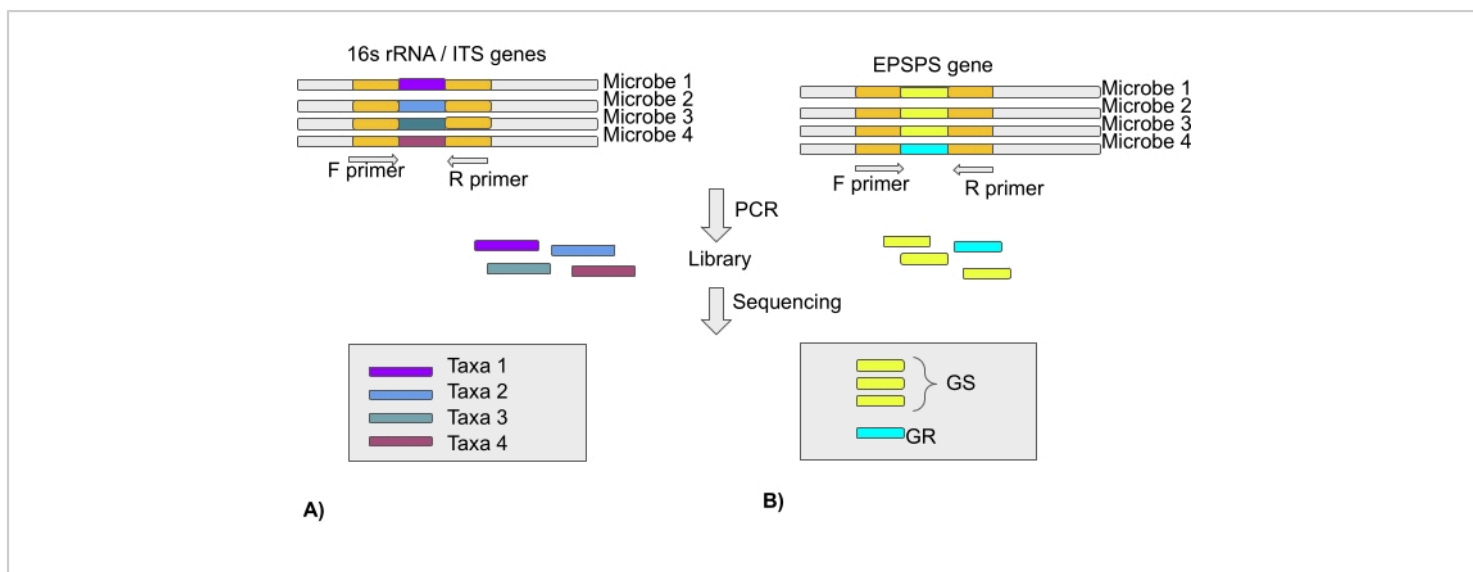 16s rRNA / ITS genes
Microbe 1
Microbe 2
Microbe 3
Microbe 4
F primer
R primer
EPSPS gene
Microbe 1
Microbe 2
Microbe 3
Microbe 4
F primer
R primer
PCR
Library
Sequencing
Taxa 1
Taxa 2
Taxa 3
Taxa 4
GS
GR
A)
B)